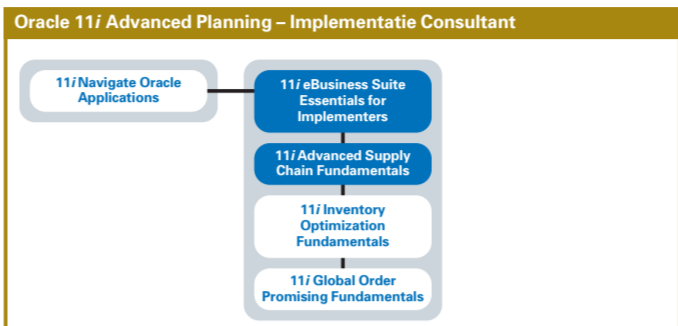 Oracle 11i Advanced Planning – Implementatie Consultant
11i Navigate Oracle
Applications
11i eBusiness Suite
Essentials for
Implementers
11i Advanced Supply
Chain Fundamentals
11i Inventory
Optimization
Fundamentals
11i Global Order
Promising Fundamentals